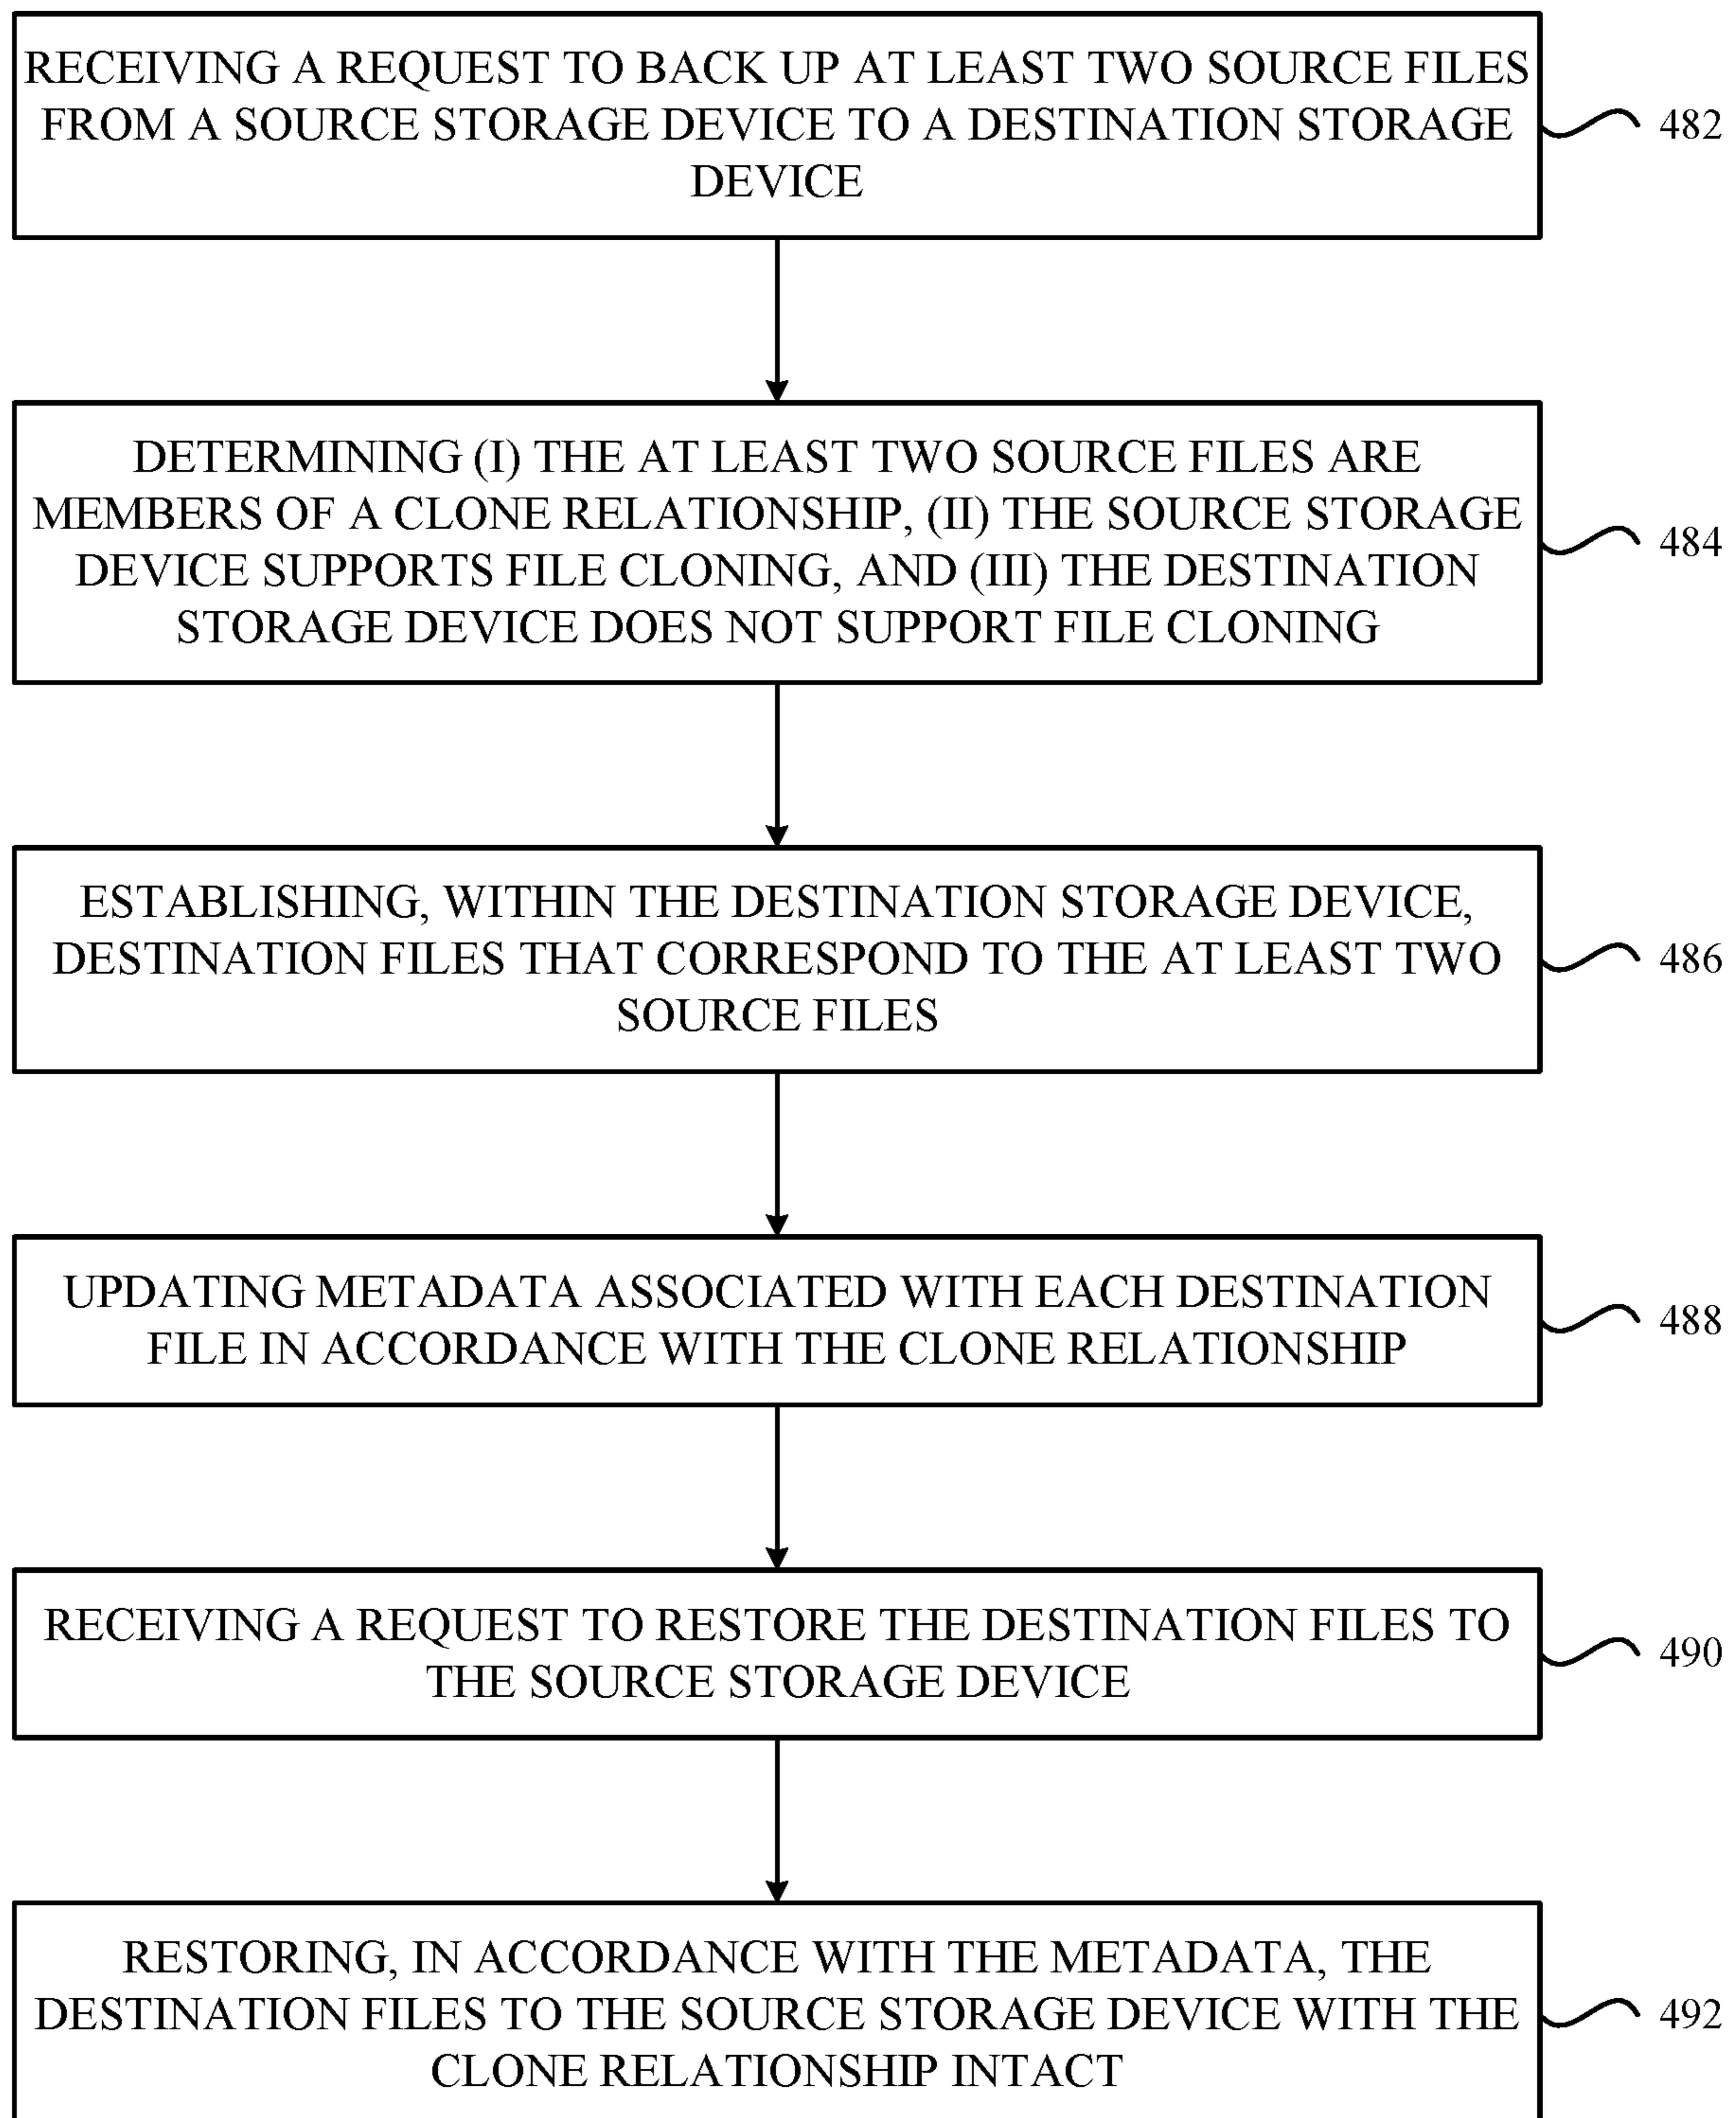 RECEIVING A REQUEST TO BACK UP AT LEAST TWO SOURCE FILES
FROM A SOURCE STORAGE DEVICE TO A DESTINATION STORAGE
DEVICE
482
DETERMINING (I) THE AT LEAST TWO SOURCE FILES ARE
MEMBERS OF A CLONE RELATIONSHIP, (II) THE SOURCE STORAGE
DEVICE SUPPORTS FILE CLONING, AND (III) THE DESTINATION
STORAGE DEVICE DOES NOT SUPPORT FILE CLONING
484
ESTABLISHING, WITHIN THE DESTINATION STORAGE DEVICE,
DESTINATION FILES THAT CORRESPOND TO THE AT LEAST TWO
SOURCE FILES
486
UPDATING METADATA ASSOCIATED WITH EACH DESTINATION
FILE IN ACCORDANCE WITH THE CLONE RELATIONSHIP
488
RECEIVING A REQUEST TO RESTORE THE DESTINATION FILES TO
THE SOURCE STORAGE DEVICE
490
RESTORING, IN ACCORDANCE WITH THE METADATA, THE
DESTINATION FILES TO THE SOURCE STORAGE DEVICE WITH THE
CLONE RELATIONSHIP INTACT
492